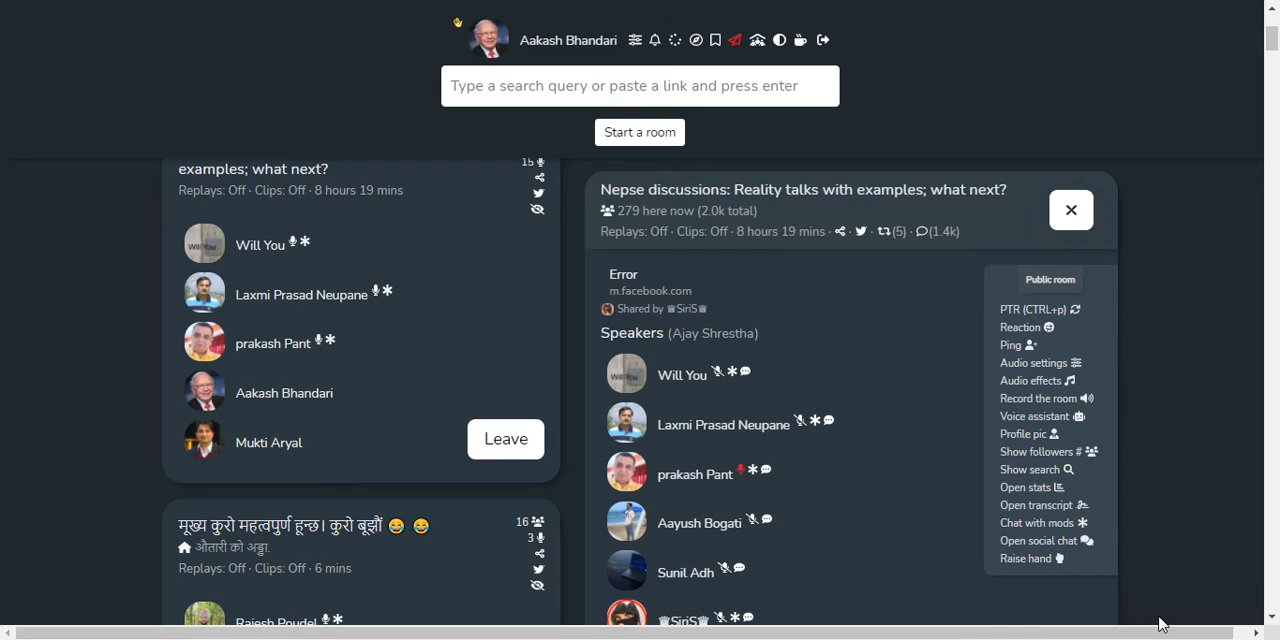 Aakash Bhandari
Type a search query or paste a link and press enter
Start a room
examples; what next?
15
Replays: Off · Clips: Off · 8 hours 19 mins
Will You
Laxmi Prasad Neupane
prakash Pant
Aakash Bhandari
Mukti Aryal
Leave
मूख्य कुरो महत्वपुर्ण हून्छ। कुरो बूझौं 😂 😂
16
3
औतारी को अड्डा.
Replays: Off · Clips: Off · 6 mins
Rajesh Poudel
Nepse discussions: Reality talks with examples; what next?
279 here now (2.0k total)
Replays: Off · Clips: Off · 8 hours 19 mins · · · (5) · (1.4k)
Error
m.facebook.com
Shared by ♕SiriS♕
Speakers (Ajay Shrestha)
Will You
Laxmi Prasad Neupane
prakash Pant
Aayush Bogati
Sunil Adh
♕SiriS♕
Public room
PTR (CTRL+p)
Reaction
Ping
Audio settings
Audio effects
Record the room
Voice assistant
Profile pic
Show followers #
Show search
Open stats
Open transcript
Chat with mods
Open social chat
Raise hand